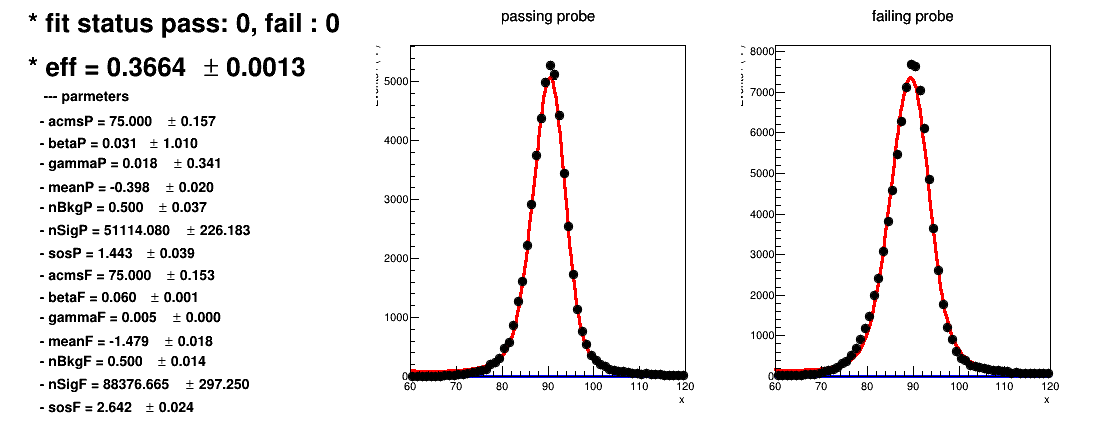 * fit status pass: 0, fail : 0
* eff = 0.3664 ± 0.0013
--- parmeters
- acmsP = 75.000 ± 0.157
- betaP = 0.031 ± 1.010
- gammaP = 0.018 ± 0.341
- meanP = -0.398 ± 0.020
- nBkgP = 0.500 ± 0.037
- nSigP = 51114.080 ± 226.183
- sosP = 1.443 ± 0.039
- acmsF = 75.000 ± 0.153
- betaF = 0.060 ± 0.001
- gammaF = 0.005 ± 0.000
- meanF = -1.479 ± 0.018
- nBkgF = 0.500 ± 0.014
- nSigF = 88376.665 ± 297.250
- sosF = 2.642 ± 0.024
passing probe
5000
4000
3000
2000
1000
0
60 70 80 90 100 110 120
x
failing probe
8000
7000
6000
5000
4000
3000
2000
1000
0
60 70 80 90 100 110 120
x